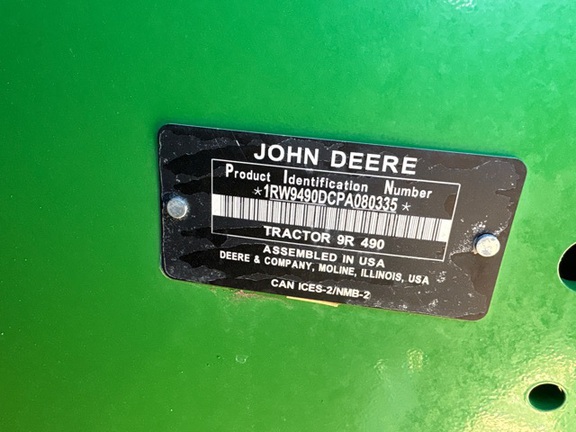 JOHN DEERE
Product Identification Number
*1RW9490DCPA080335*
TRACTOR 9R 490
ASSEMBLED IN USA
DEERE & COMPANY, MOLINE, ILLINOIS, USA
CAN ICES-2/NMB-2